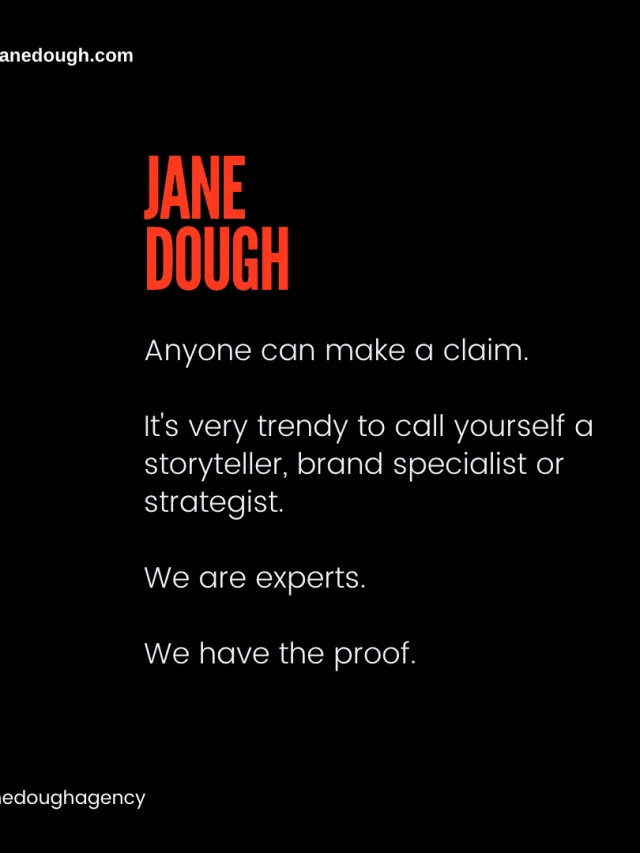 anedough.com
JANE
DOUGH
Anyone can make a claim.
It's very trendy to call yourself a
storyteller, brand specialist or
strategist.
We are experts.
We have the proof.
nedoughagency